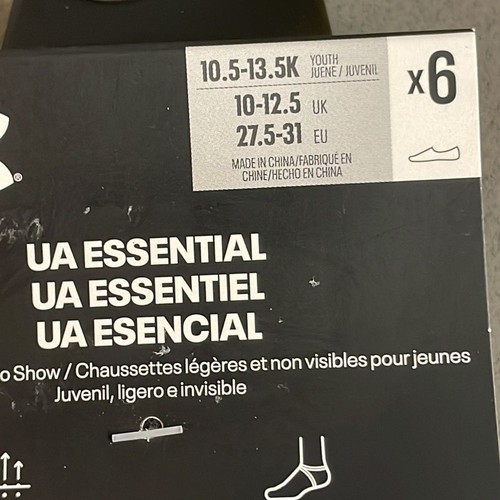 10.5-13.5K YOUTH
JUENE / JUVENIL
x6
10-12.5 UK
27.5-31 EU
MADE IN CHINA/FABRIQUÉ EN
CHINE/HECHO EN CHINA
®
UA ESSENTIAL
UA ESSENTIEL
UA ESENCIAL
o Show / Chaussettes légères et non visibles pour jeunes
Juvenil, ligero e invisible